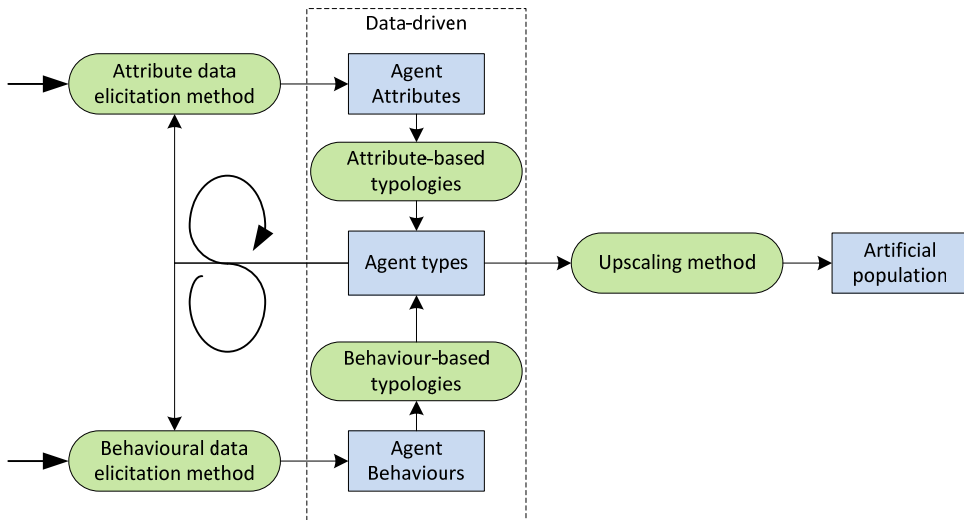 Data-driven
Attribute data
elicitation method
Agent
Attributes
Attribute-based
typologies
Agent types
Upscaling method
Artificial
population
Behaviour-based
typologies
Behavioural data
elicitation method
Agent
Behaviours